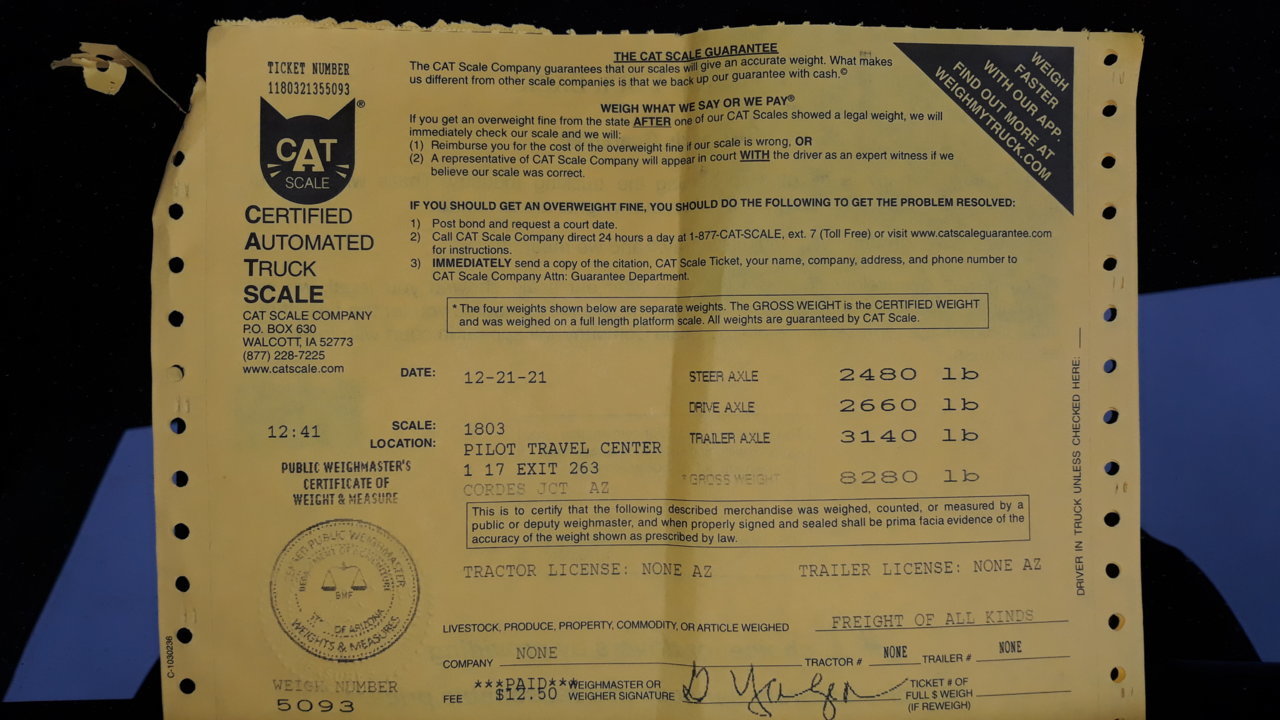 TICKET NUMBER
1180321355093
CAT
SCALE
®
CERTIFIED
AUTOMATED
TRUCK
SCALE
CAT SCALE COMPANY
P.O. BOX 630
WALCOTT, IA 52773
(877) 228-7225
www.catscale.com
THE CAT SCALE GUARANTEE
The CAT Scale Company guarantees that our scales will give an accurate weight. What makes
us different from other scale companies is that we back up our guarantee with cash.©
WEIGH WHAT WE SAY OR WE PAY®
If you get an overweight fine from the state AFTER one of our CAT Scales showed a legal weight, we will
immediately check our scale and we will:
(1) Reimburse you for the cost of the overweight fine if our scale is wrong, OR
(2) A representative of CAT Scale Company will appear in court WITH the driver as an expert witness if we
believe our scale was correct.
IF YOU SHOULD GET AN OVERWEIGHT FINE, YOU SHOULD DO THE FOLLOWING TO GET THE PROBLEM RESOLVED:
1) Post bond and request a court date.
2) Call CAT Scale Company direct 24 hours a day at 1-877-CAT-SCALE, ext. 7 (Toll Free) or visit www.catscaleguarantee.com
for instructions.
3) IMMEDIATELY send a copy of the citation, CAT Scale Ticket, your name, company, address, and phone number to
CAT Scale Company Attn: Guarantee Department.
* The four weights shown below are separate weights. The GROSS WEIGHT is the CERTIFIED WEIGHT
and was weighed on a full length platform scale. All weights are guaranteed by CAT Scale.
WEIGH
FASTER
WITH OUR APP.
FIND OUT MORE AT
WEIGHMYTRUCK.COM
DATE: 12-21-21
STEER AXLE 2480 lb
DRIVE AXLE 2660 lb
12:41
SCALE: 1803
TRAILER AXLE 3140 lb
LOCATION: PILOT TRAVEL CENTER
1 17 EXIT 263
*GROSS WEIGHT 8280 lb
CORDES JCT AZ
DRIVER IN TRUCK UNLESS CHECKED HERE:
PUBLIC WEIGHMASTER'S
CERTIFICATE OF
WEIGHT & MEASURE
This is to certify that the following described merchandise was weighed, counted, or measured by a
public or deputy weighmaster, and when properly signed and sealed shall be prima facia evidence of the
accuracy of the weight shown as prescribed by law.
PUBLIC WEIGHMASTER
OF ARIZONA
WEIGHTS & MEASURES
TRACTOR LICENSE: NONE AZ TRAILER LICENSE: NONE AZ
LIVESTOCK, PRODUCE, PROPERTY, COMMODITY, OR ARTICLE WEIGHED FREIGHT OF ALL KINDS
COMPANY NONE TRACTOR # NONE TRAILER # NONE
C-1030236
WEIGH NUMBER
5093
***PAID***
FEE $12.50
WEIGHMASTER OR
WEIGHER SIGNATURE
TICKET # OF
FULL $ WEIGH
(IF REWEIGH)